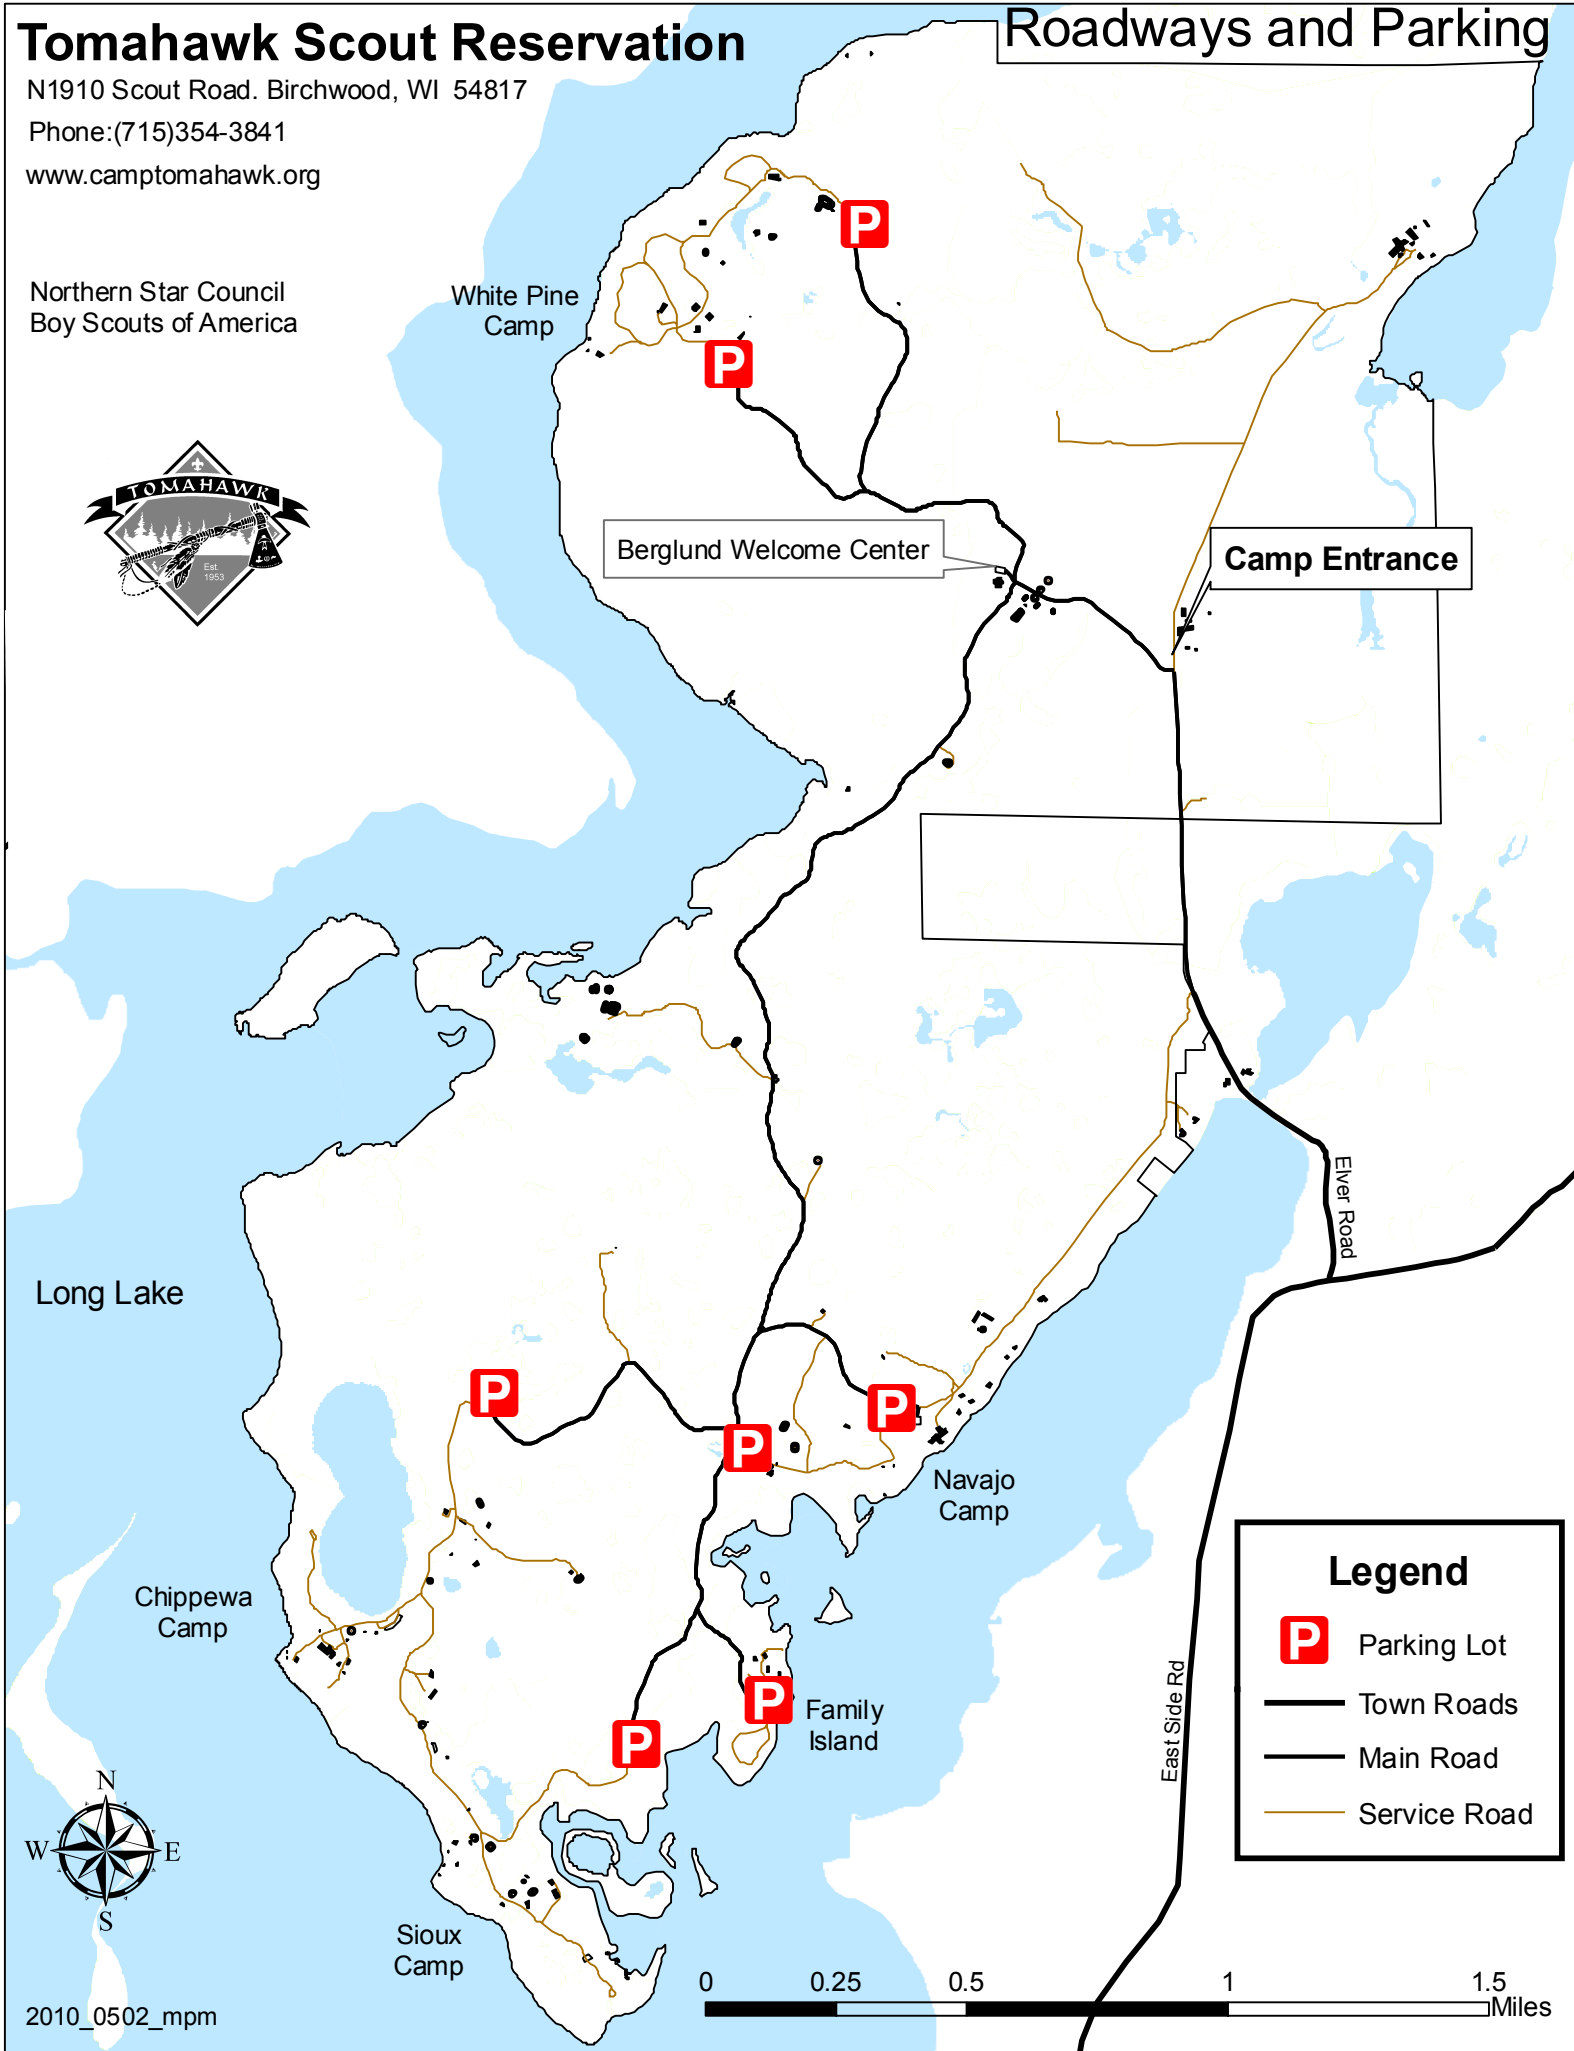 Tomahawk Scout Reservation
Roadways and Parking
N1910 Scout Road. Birchwood, WI 54817
Phone:(715)354-3841
www.camptomahawk.org
Northern Star Council
Boy Scouts of America
White Pine
Camp
P
P
TOMAHAWK
Est.
1953
Berglund Welcome Center
Camp Entrance
Elver Road
Long Lake
P
P
P
Navajo
Camp
Chippewa
Camp
P
Family
Island
P
East Side Rd
Legend
P Parking Lot
Town Roads
Main Road
Service Road
N
W E
S
Sioux
Camp
0 0.25 0.5 1 1.5
Miles
2010_0502_mpm